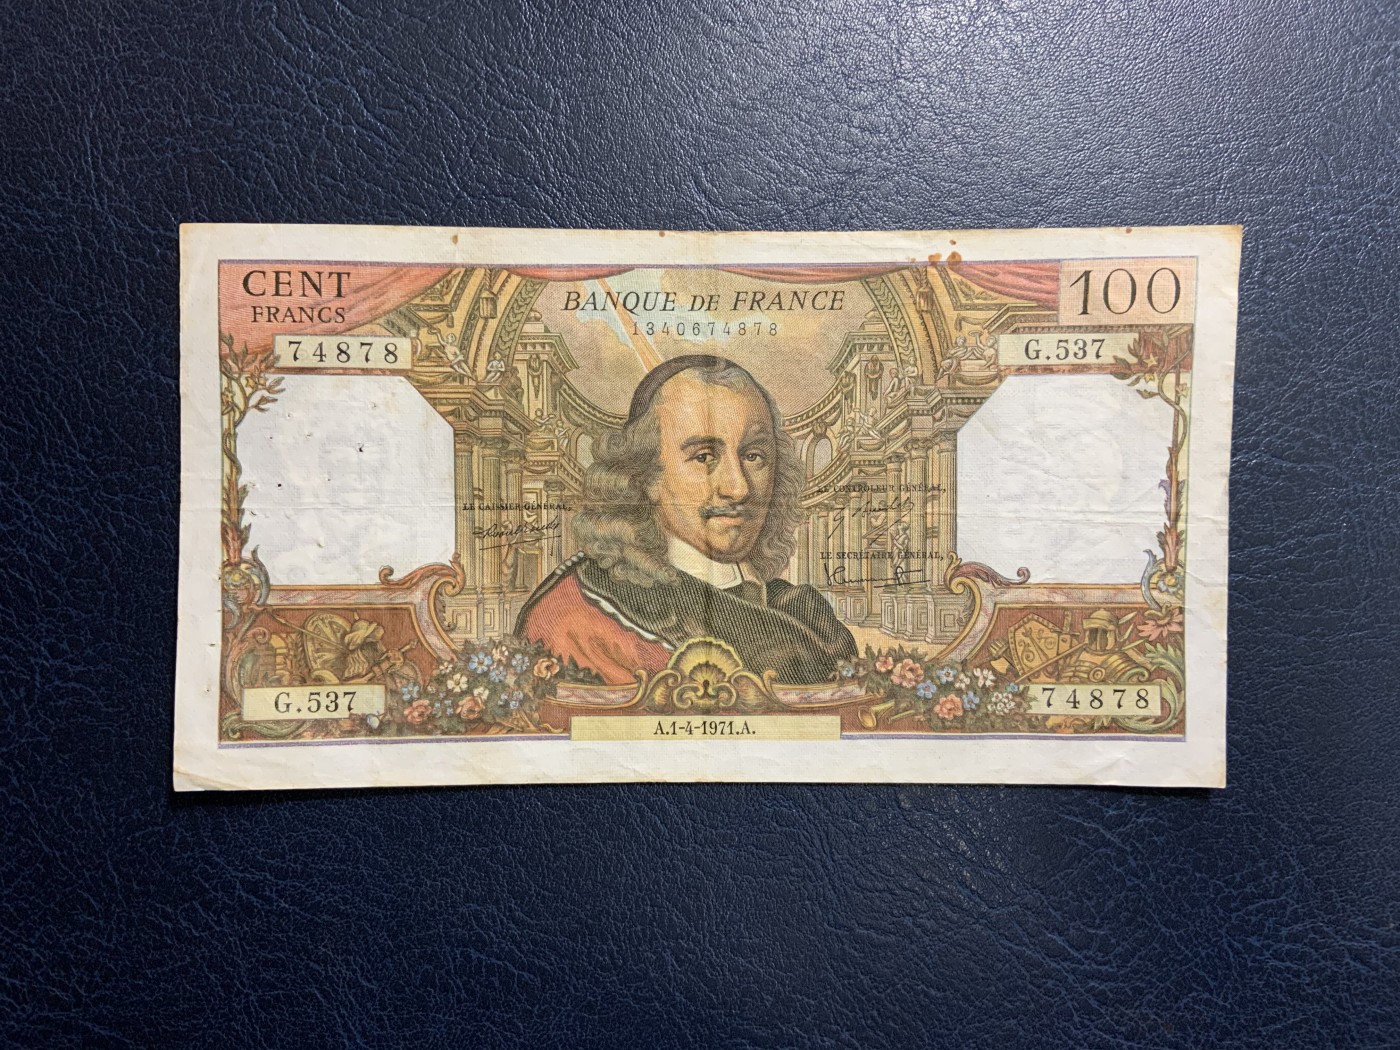 CENT
FRANCS
BANQUE DE FRANCE
100
1340674878
74878
G.537
LE CONTROLEUR GÉNÉRAL,
LE CAISSIER GÉNÉRAL,
LE SECRÉTAIRE GÉNÉRAL,
G.537
74878
A.1-4-1971.A.